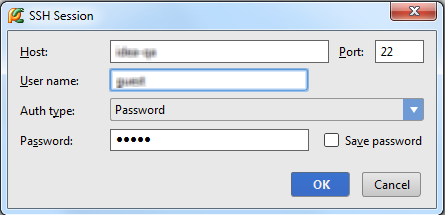 SSH Session
Host: Port: 22
User name:
Auth type: Password
Password: ••••• Save password
OK Cancel